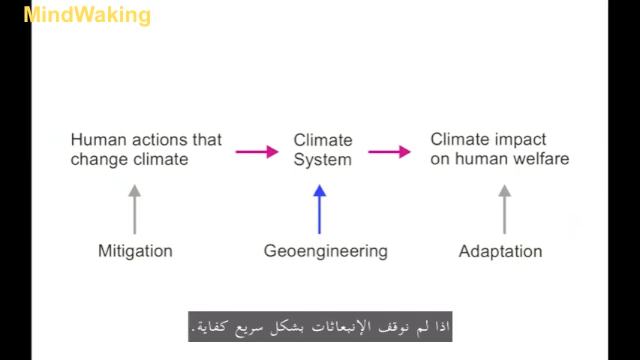 MindWaking
Human actions that
change climate
Climate
System
Climate impact
on human welfare
Mitigation
Geoengineering
Adaptation
اذا لم نوقف الإنبعاثات بشكل سريع كفاية.